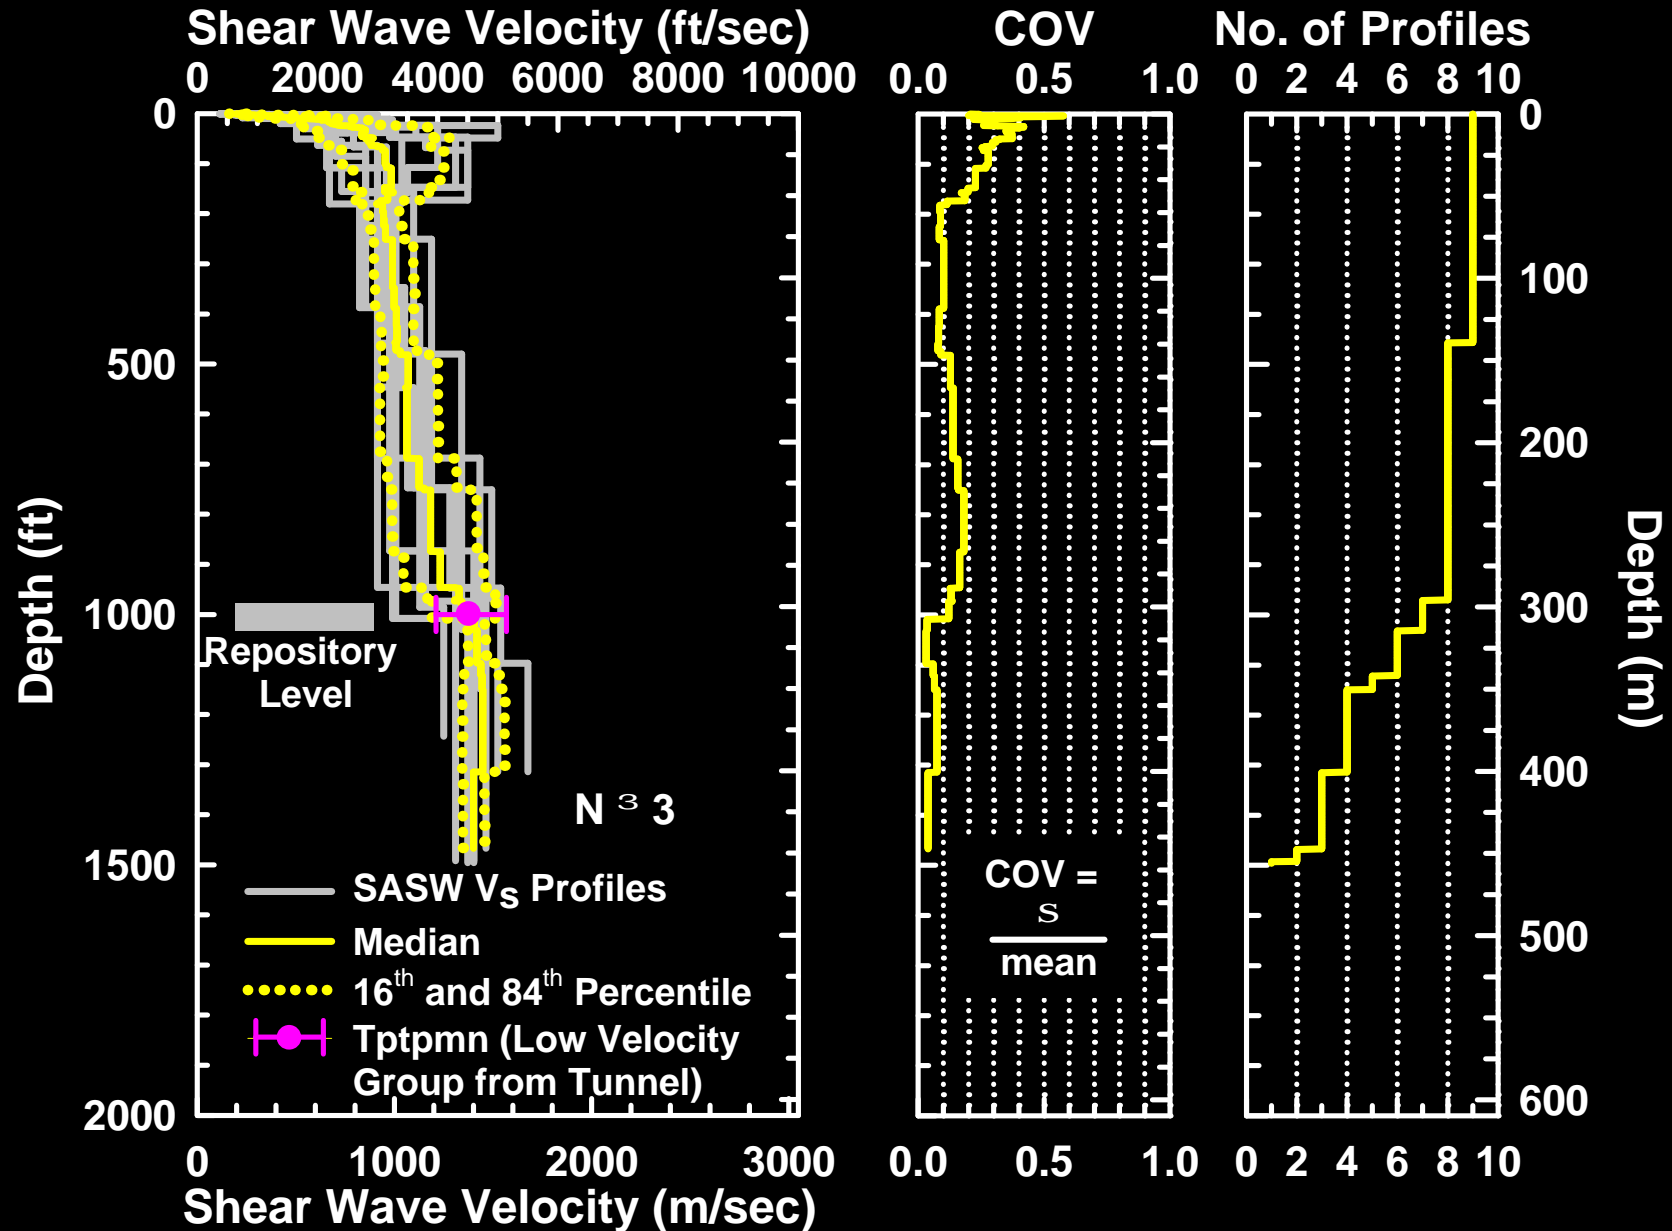 Shear Wave Velocity (ft/sec)
COV
No. of Profiles
0 2000 4000 6000 8000 10000
0.0 0.5 1.0
0 2 4 6 8 10
0
500
1000
1500
2000
Depth (ft)
Repository
Level
N ³ 3
SASW Vs Profiles
Median
16th and 84th Percentile
Tptpmn (Low Velocity
Group from Tunnel)
COV =
s
mean
0
100
200
300
400
500
600
Depth (m)
0 1000 2000 3000
0.0 0.5 1.0
0 2 4 6 8 10
Shear Wave Velocity (m/sec)